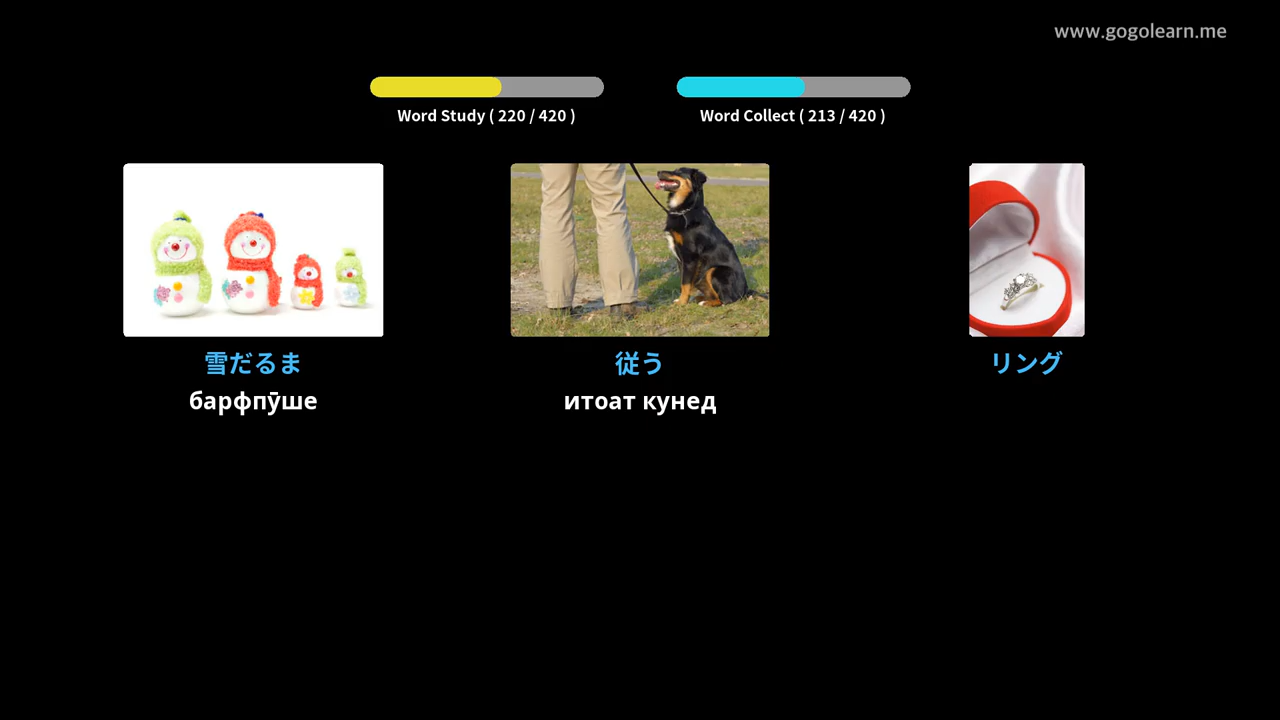 www.gogolearn.me
Word Study ( 220 / 420 )
Word Collect ( 213 / 420 )
雪だるま
従う
リング
барфпӯше
итоат кунед